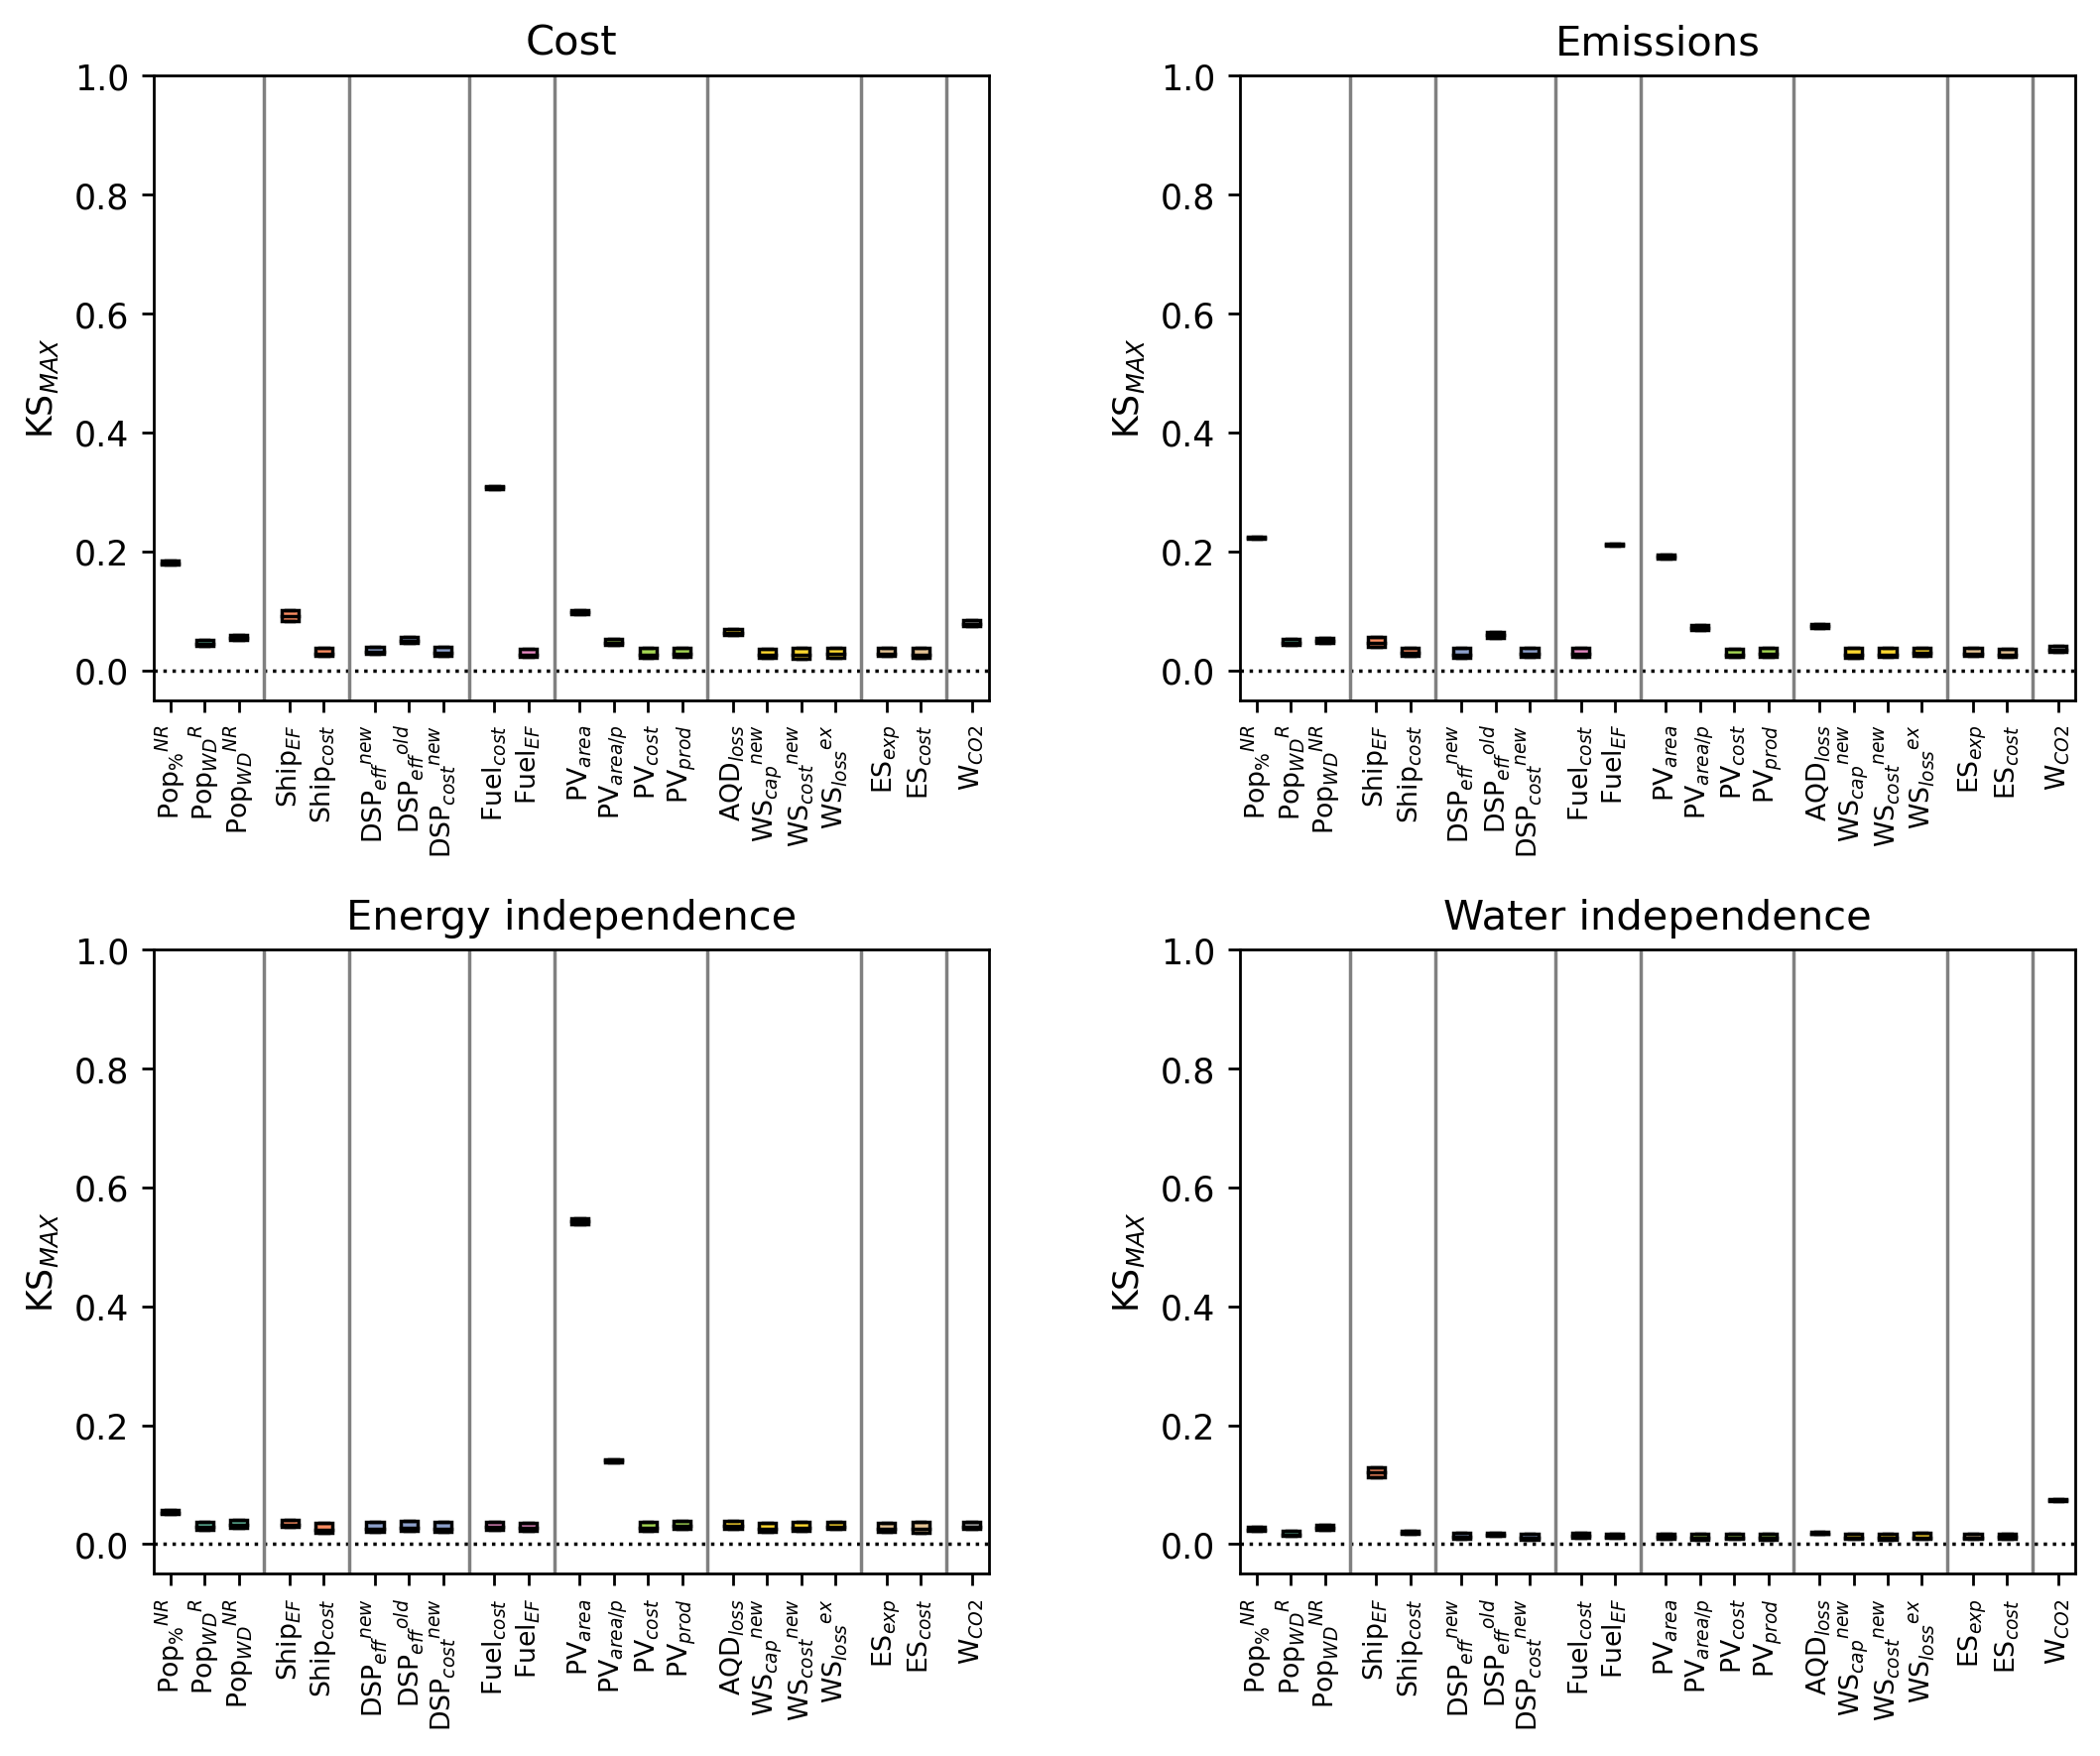 Cost
1.0
0.8
0.6
0.4
0.2
0.0
KS_MAX
Pop_%^NR
Pop_WD^R
Pop_WD^NR
Ship_EF
Ship_cost
DSP_eff^new
DSP_eff^old
DSP_cost^new
Fuel_cost
Fuel_EF
PV_area
PV_area/p
PV_cost
PV_prod
AQD_loss
WS_cap^new
WS_cost^new
WS_loss^ex
ES_exp
ES_cost
W_CO2
Emissions
1.0
0.8
0.6
0.4
0.2
0.0
KS_MAX
Pop_%^NR
Pop_WD^R
Pop_WD^NR
Ship_EF
Ship_cost
DSP_eff^new
DSP_eff^old
DSP_cost^new
Fuel_cost
Fuel_EF
PV_area
PV_area/p
PV_cost
PV_prod
AQD_loss
WS_cap^new
WS_cost^new
WS_loss^ex
ES_exp
ES_cost
W_CO2
Energy independence
1.0
0.8
0.6
0.4
0.2
0.0
KS_MAX
Pop_%^NR
Pop_WD^R
Pop_WD^NR
Ship_EF
Ship_cost
DSP_eff^new
DSP_eff^old
DSP_cost^new
Fuel_cost
Fuel_EF
PV_area
PV_area/p
PV_cost
PV_prod
AQD_loss
WS_cap^new
WS_cost^new
WS_loss^ex
ES_exp
ES_cost
W_CO2
Water independence
1.0
0.8
0.6
0.4
0.2
0.0
KS_MAX
Pop_%^NR
Pop_WD^R
Pop_WD^NR
Ship_EF
Ship_cost
DSP_eff^new
DSP_eff^old
DSP_cost^new
Fuel_cost
Fuel_EF
PV_area
PV_area/p
PV_cost
PV_prod
AQD_loss
WS_cap^new
WS_cost^new
WS_loss^ex
ES_exp
ES_cost
W_CO2